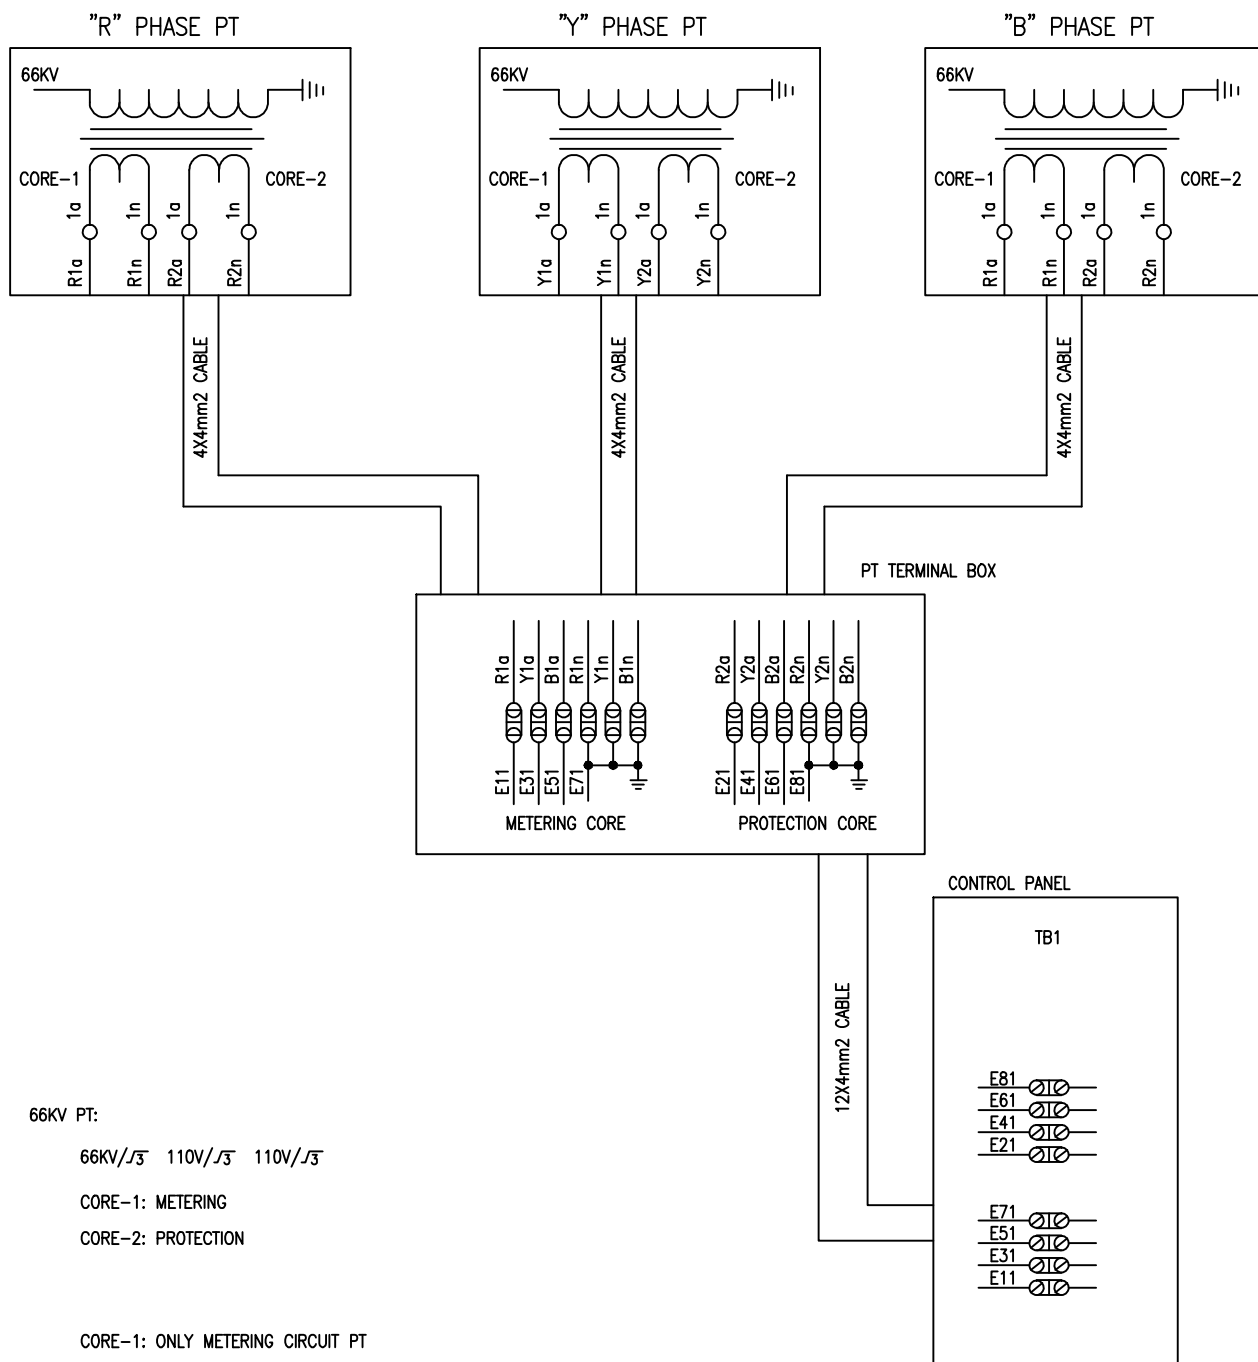 "R" PHASE PT
"Y" PHASE PT
"B" PHASE PT
66KV
66KV
66KV
CORE-1
CORE-2
CORE-1
CORE-2
CORE-1
CORE-2
1a
1n
1a
1n
1a
1n
1a
1n
1a
1n
1a
1n
R1a
R1n
R2a
R2n
Y1a
Y1n
Y2a
Y2n
R1a
R1n
R2a
R2n
4X4mm2 CABLE
4X4mm2 CABLE
4X4mm2 CABLE
PT TERMINAL BOX
R1a
Y1a
B1a
R1n
Y1n
B1n
R2a
Y2a
B2a
R2n
Y2n
B2n
E11
E31
E51
E71
E21
E41
E61
E81
METERING CORE
PROTECTION CORE
CONTROL PANEL
TB1
12X4mm2 CABLE
E81
E61
E41
E21
E71
E51
E31
E11
66KV PT:
66KV/√3 110V/√3 110V/√3
CORE-1: METERING
CORE-2: PROTECTION
CORE-1: ONLY METERING CIRCUIT PT